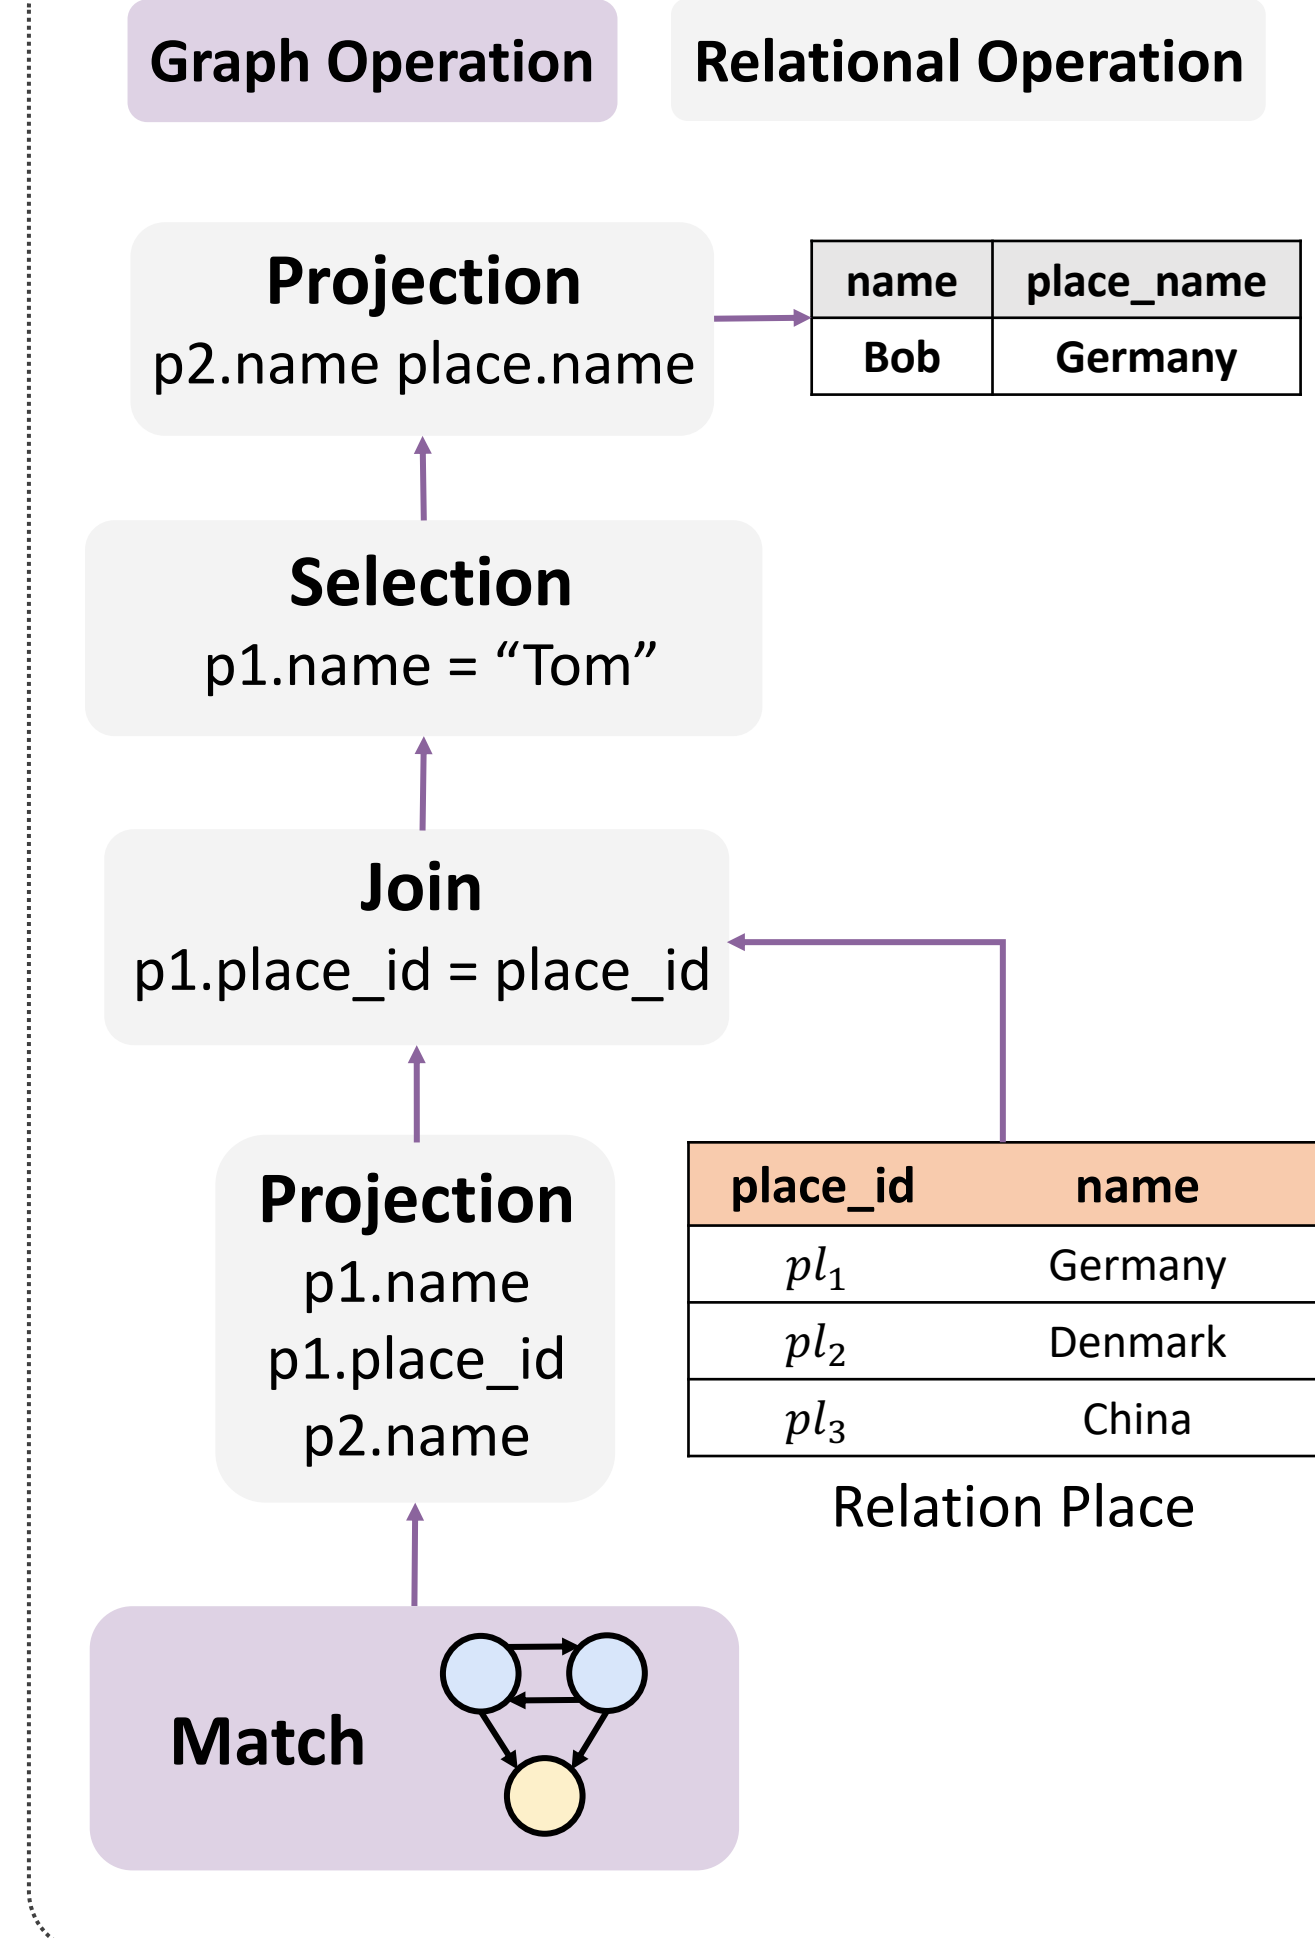 Graph Operation
Relational Operation
Projection
p2.name place.name
name place_name
Bob Germany
Selection
p1.name = “Tom”
Join
p1.place_id = place_id
Projection
p1.name
p1.place_id
p2.name
place_id name
pl₁ Germany
pl₂ Denmark
pl₃ China
Relation Place
Match